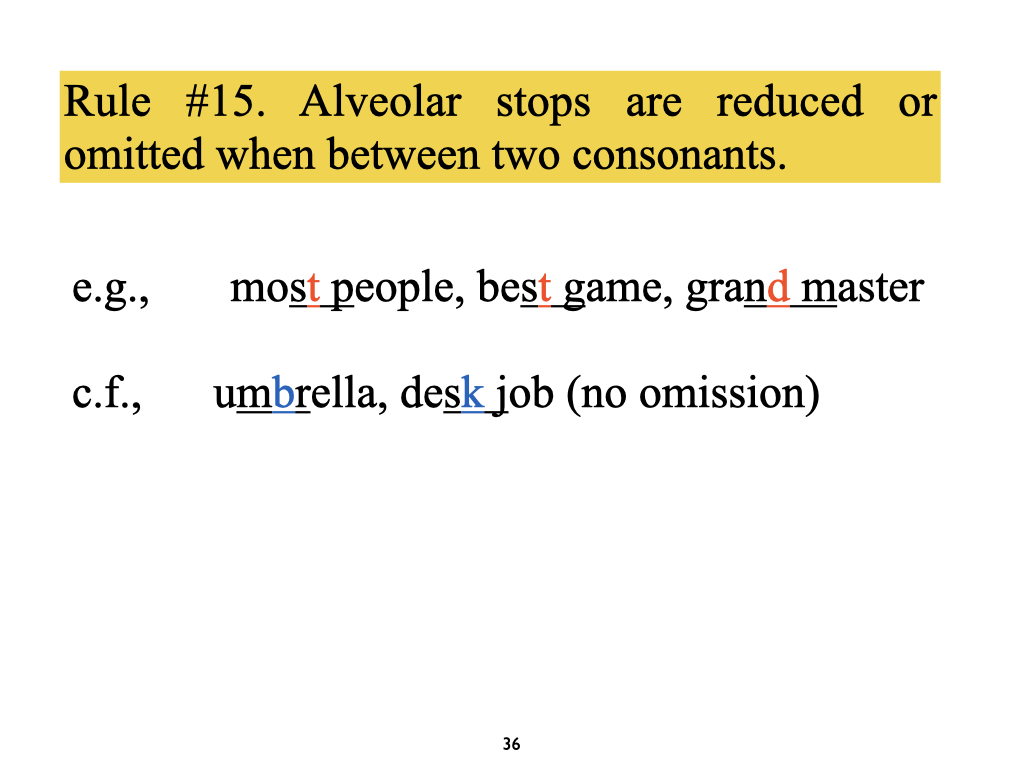 Rule #15. Alveolar stops are reduced or
omitted when between two consonants.
e.g., most people, best game, grand master
c.f., umbrella, desk job (no omission)
36